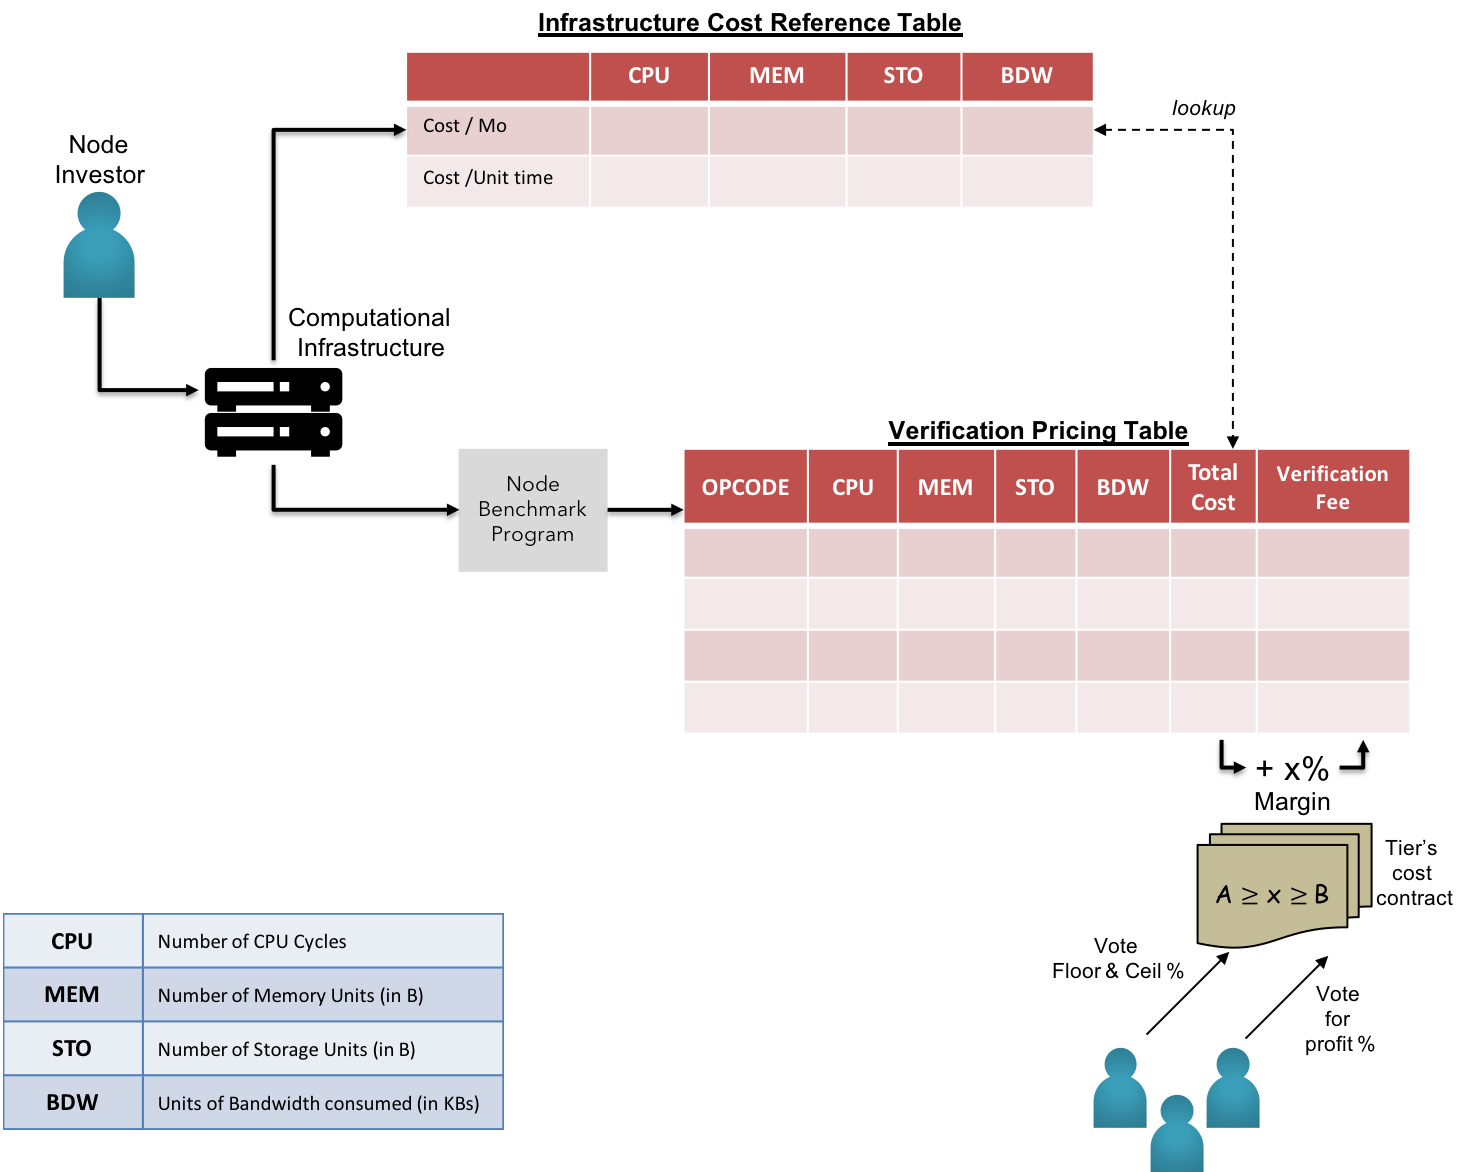 Infrastructure Cost Reference Table
CPU MEM STO BDW
Cost / Mo
Cost /Unit time
lookup
Node
Investor
Computational
Infrastructure
Node
Benchmark
Program
Verification Pricing Table
OPCODE CPU MEM STO BDW Total Cost Verification Fee
+ x%
Margin
A ≥ x ≥ B
Tier’s
cost
contract
Vote
Floor & Ceil %
Vote
for
profit %
CPU Number of CPU Cycles
MEM Number of Memory Units (in B)
STO Number of Storage Units (in B)
BDW Units of Bandwidth consumed (in KBs)